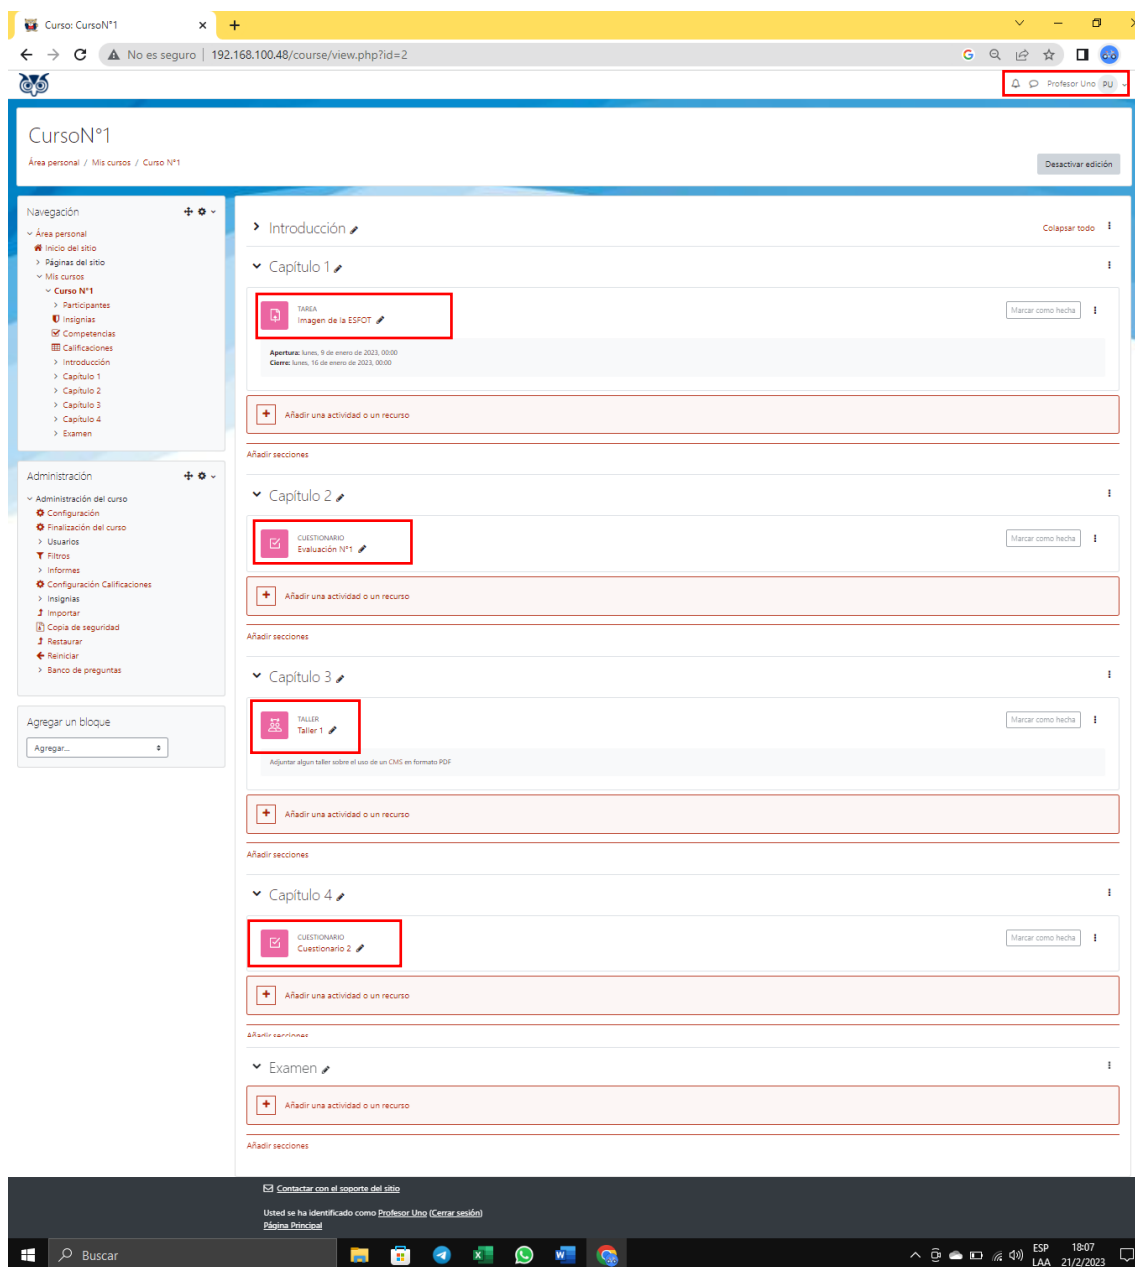 Curso: CursoN°1
No es seguro | 192.168.100.48/course/view.php?id=2
Profesor Uno PU
CursoN°1
Área personal / Mis cursos / Curso N°1
Desactivar edición
Navegación
Área personal
Inicio del sitio
Páginas del sitio
Mis cursos
Curso N°1
Participantes
Insignias
Competencias
Calificaciones
Introducción
Capítulo 1
Capítulo 2
Capítulo 3
Capítulo 4
Examen
Administración
Administración del curso
Configuración
Finalización del curso
Usuarios
Filtros
Informes
Configuración Calificaciones
Insignias
Importar
Copia de seguridad
Restaurar
Reiniciar
Banco de preguntas
Agregar un bloque
Agregar...
Introducción
Colapsar todo
Capítulo 1
TAREA
Imagen de la ESFOT
Marcar como hecha
Apertura: lunes, 9 de enero de 2023, 00:00
Cierre: lunes, 16 de enero de 2023, 00:00
Añadir una actividad o un recurso
Añadir secciones
Capítulo 2
CUESTIONARIO
Evaluación N°1
Marcar como hecha
Añadir una actividad o un recurso
Añadir secciones
Capítulo 3
TALLER
Taller 1
Marcar como hecha
Adjuntar algun taller sobre el uso de un CMS en formato PDF
Añadir una actividad o un recurso
Añadir secciones
Capítulo 4
CUESTIONARIO
Cuestionario 2
Marcar como hecha
Añadir una actividad o un recurso
Añadir secciones
Examen
Añadir una actividad o un recurso
Añadir secciones
Contactar con el soporte del sitio
Usted se ha identificado como Profesor Uno (Cerrar sesión)
Página Principal
Buscar
ESP
LAA
18:07
21/2/2023